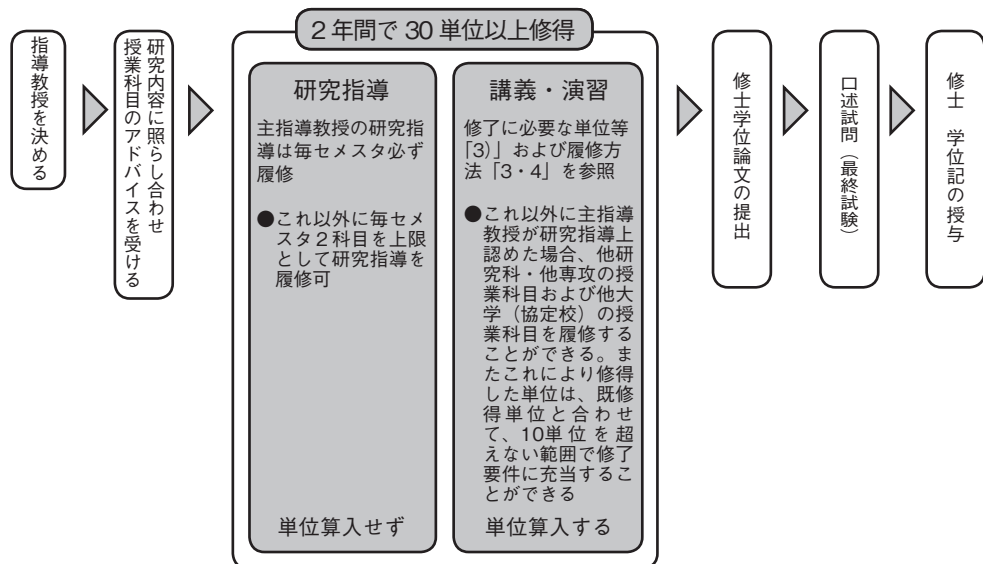 指導教授を決める
研究内容に照らし合わせ
授業科目のアドバイスを受ける
2年間で30単位以上修得
研究指導
主指導教授の研究指
導は毎セメスタ必ず
履修
●これ以外に毎セメ
スタ2科目を上限
として研究指導を
履修可
単位算入せず
講義・演習
修了に必要な単位等
「3)」および履修方
法「3・4」を参照
●これ以外に主指導
教授が研究指導上
認めた場合、他研
究科・他専攻の授
業科目および他大
学（協定校）の授
業科目を履修する
ことができる。ま
たこれにより修得
した単位は、既修
得単位と合わせ
て、10単位を超
えない範囲で修了
要件に充当するこ
とができる
単位算入する
修士学位論文の提出
口述試問（最終試験）
修士　学位記の授与